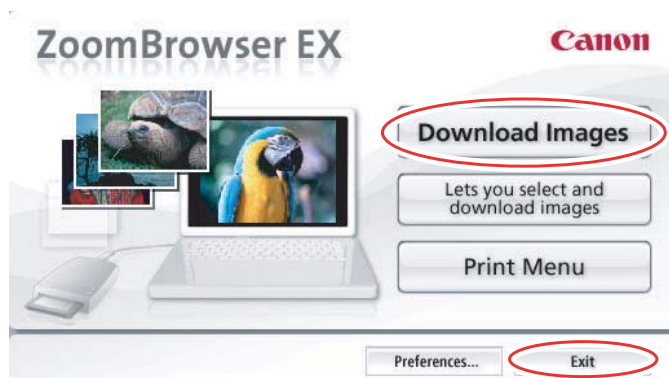 ZoomBrowser EX
Canon
Download Images
Lets you select and
download images
Print Menu
Preferences...
Exit